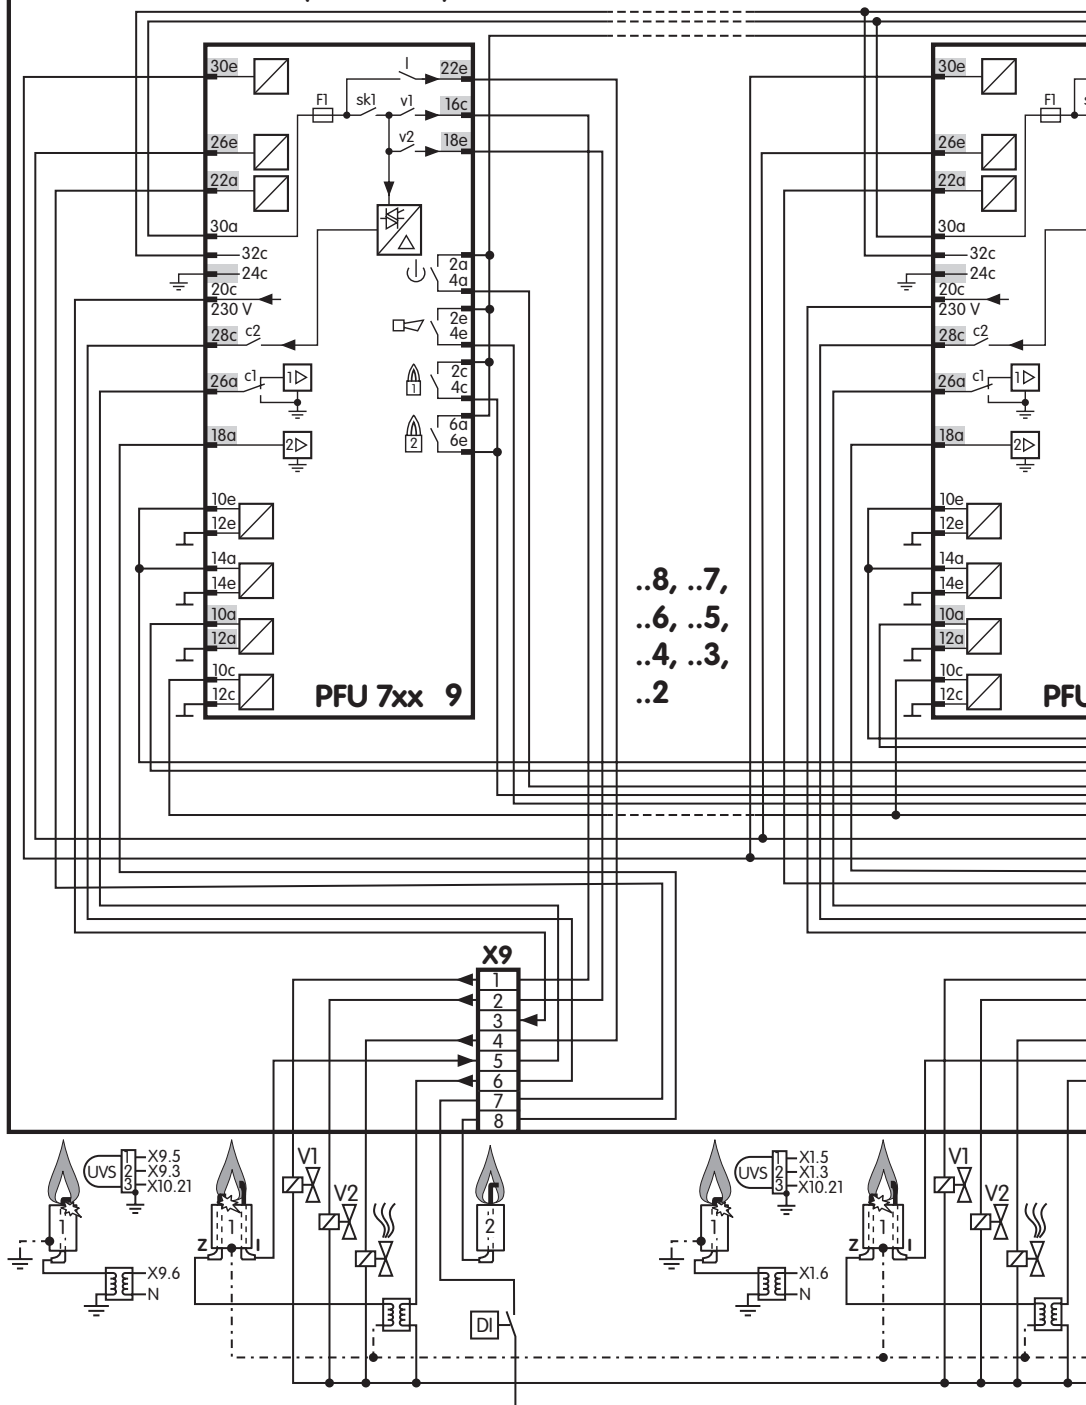 30e
26e
22a
30a
32c
24c
20c
230 V
28c c2
26a c1
1
18a
2
10e
12e
14a
14e
10a
12a
10c
12c
F1
sk1
I
v1
v2
22e
16c
18e
2a
4a
2e
4e
1
2c
4c
2
6a
6e
PFU 7xx 9
..8, ..7,
..6, ..5,
..4, ..3,
..2
30e
26e
22a
30a
32c
24c
20c
230 V
28c c2
26a c1
1
18a
2
10e
12e
14a
14e
10a
12a
10c
12c
F1
PFU
X9
1
2
3
4
5
6
7
8
1
UVS
1
2
3
X9.5
X9.3
X10.21
X9.6
N
1
Z
I
V1
V2
2
DI
1
UVS
1
2
3
X1.5
X1.3
X10.21
X1.6
N
1
Z
I
V1
V2